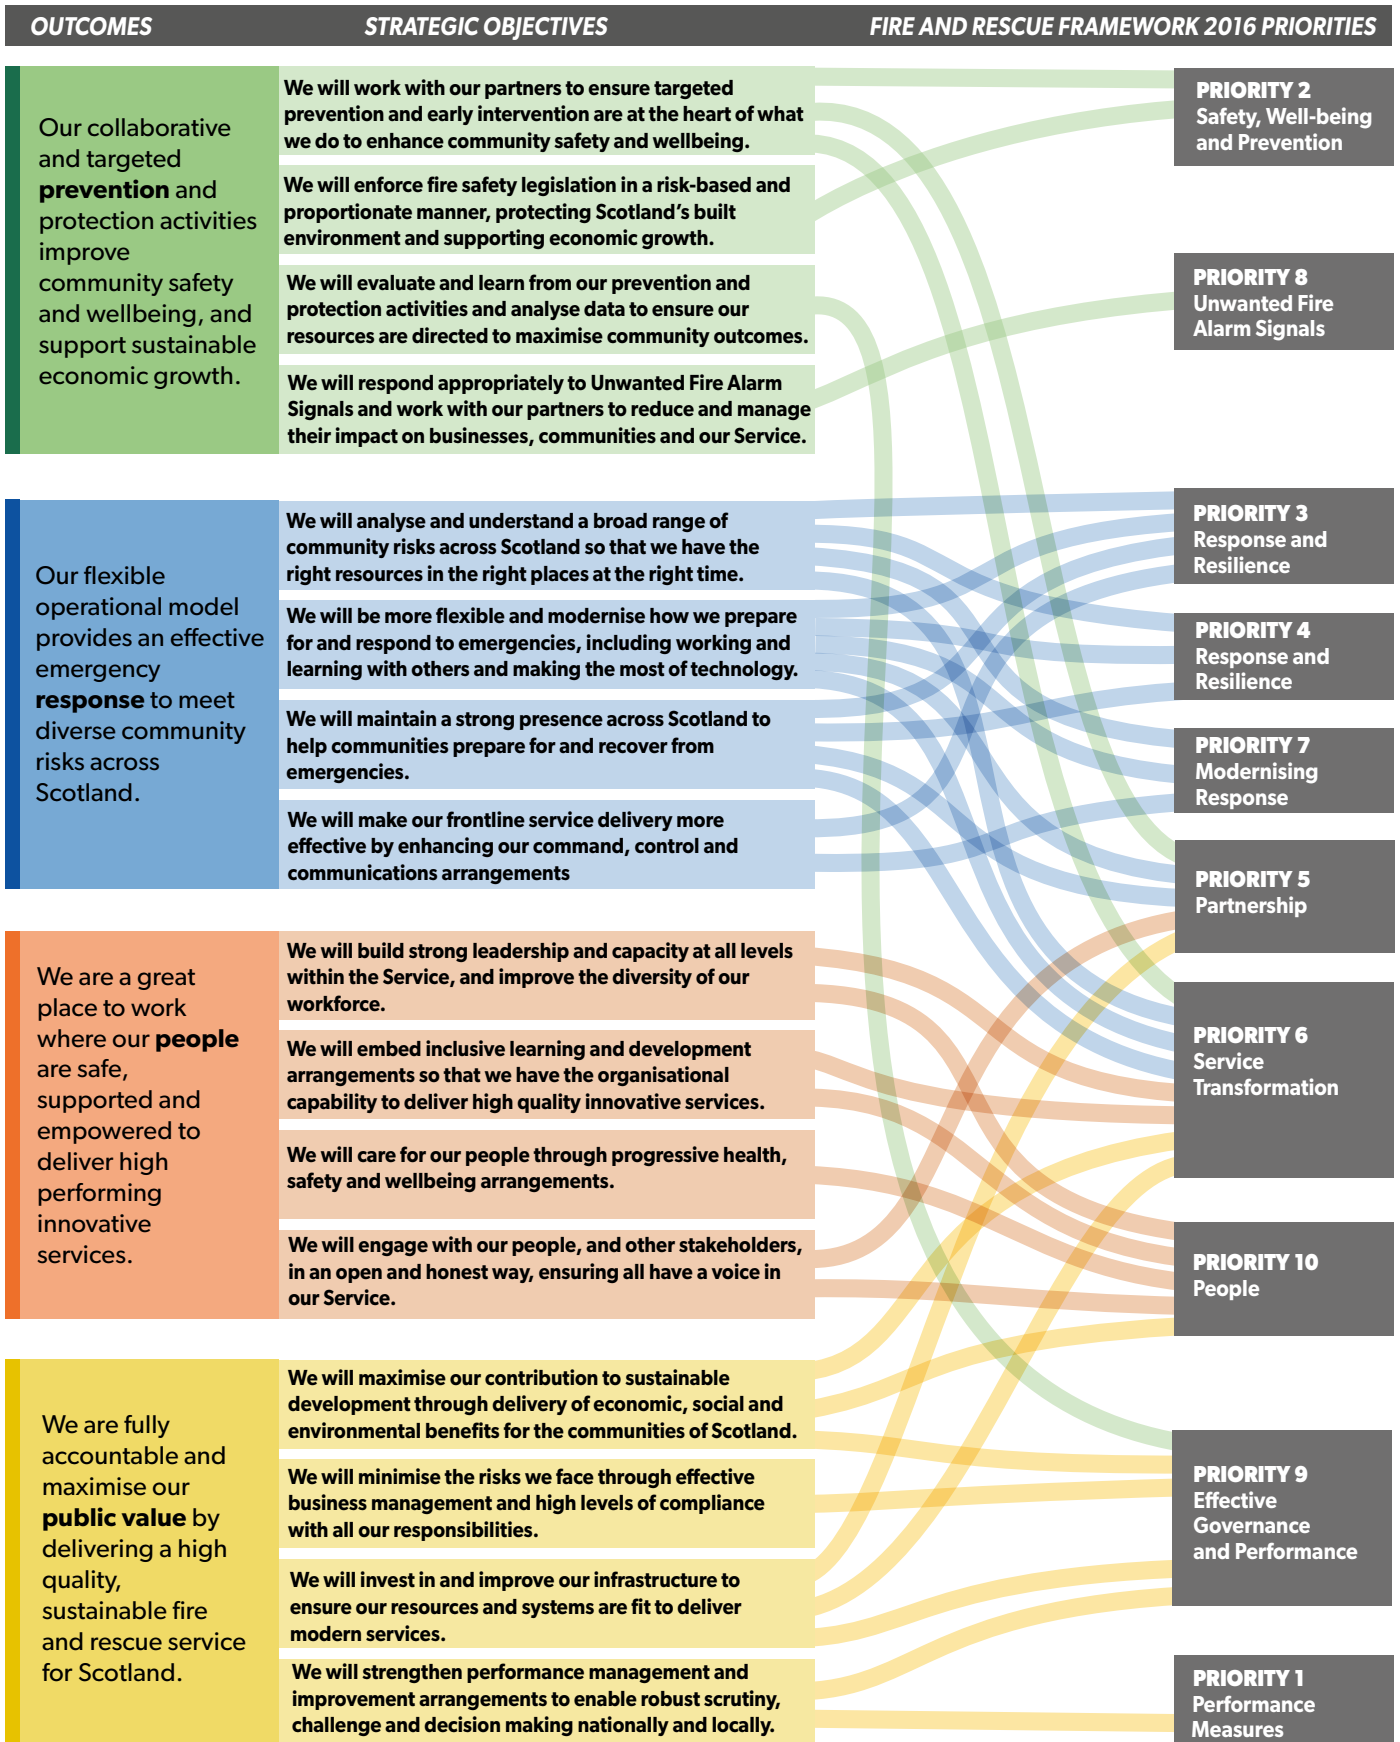 OUTCOMES
STRATEGIC OBJECTIVES
FIRE AND RESCUE FRAMEWORK 2016 PRIORITIES
Our collaborative
and targeted
prevention and
protection activities
improve
community safety
and wellbeing, and
support sustainable
economic growth.
We will work with our partners to ensure targeted
prevention and early intervention are at the heart of what
we do to enhance community safety and wellbeing.
We will enforce fire safety legislation in a risk-based and
proportionate manner, protecting Scotland's built
environment and supporting economic growth.
We will evaluate and learn from our prevention and
protection activities and analyse data to ensure our
resources are directed to maximise community outcomes.
We will respond appropriately to Unwanted Fire Alarm
Signals and work with our partners to reduce and manage
their impact on businesses, communities and our Service.
Our flexible
operational model
provides an effective
emergency
response to meet
diverse community
risks across
Scotland.
We will analyse and understand a broad range of
community risks across Scotland so that we have the
right resources in the right places at the right time.
We will be more flexible and modernise how we prepare
for and respond to emergencies, including working and
learning with others and making the most of technology.
We will maintain a strong presence across Scotland to
help communities prepare for and recover from
emergencies.
We will make our frontline service delivery more
effective by enhancing our command, control and
communications arrangements
We are a great
place to work
where our people
are safe,
supported and
empowered to
deliver high
performing
innovative
services.
We will build strong leadership and capacity at all levels
within the Service, and improve the diversity of our
workforce.
We will embed inclusive learning and development
arrangements so that we have the organisational
capability to deliver high quality innovative services.
We will care for our people through progressive health,
safety and wellbeing arrangements.
We will engage with our people, and other stakeholders,
in an open and honest way, ensuring all have a voice in
our Service.
We are fully
accountable and
maximise our
public value by
delivering a high
quality,
sustainable fire
and rescue service
for Scotland.
We will maximise our contribution to sustainable
development through delivery of economic, social and
environmental benefits for the communities of Scotland.
We will minimise the risks we face through effective
business management and high levels of compliance
with all our responsibilities.
We will invest in and improve our infrastructure to
ensure our resources and systems are fit to deliver
modern services.
We will strengthen performance management and
improvement arrangements to enable robust scrutiny,
challenge and decision making nationally and locally.
PRIORITY 2
Safety, Well-being
and Prevention
PRIORITY 8
Unwanted Fire
Alarm Signals
PRIORITY 3
Response and
Resilience
PRIORITY 4
Response and
Resilience
PRIORITY 7
Modernising
Response
PRIORITY 5
Partnership
PRIORITY 6
Service
Transformation
PRIORITY 10
People
PRIORITY 9
Effective
Governance
and Performance
PRIORITY 1
Performance
Measures